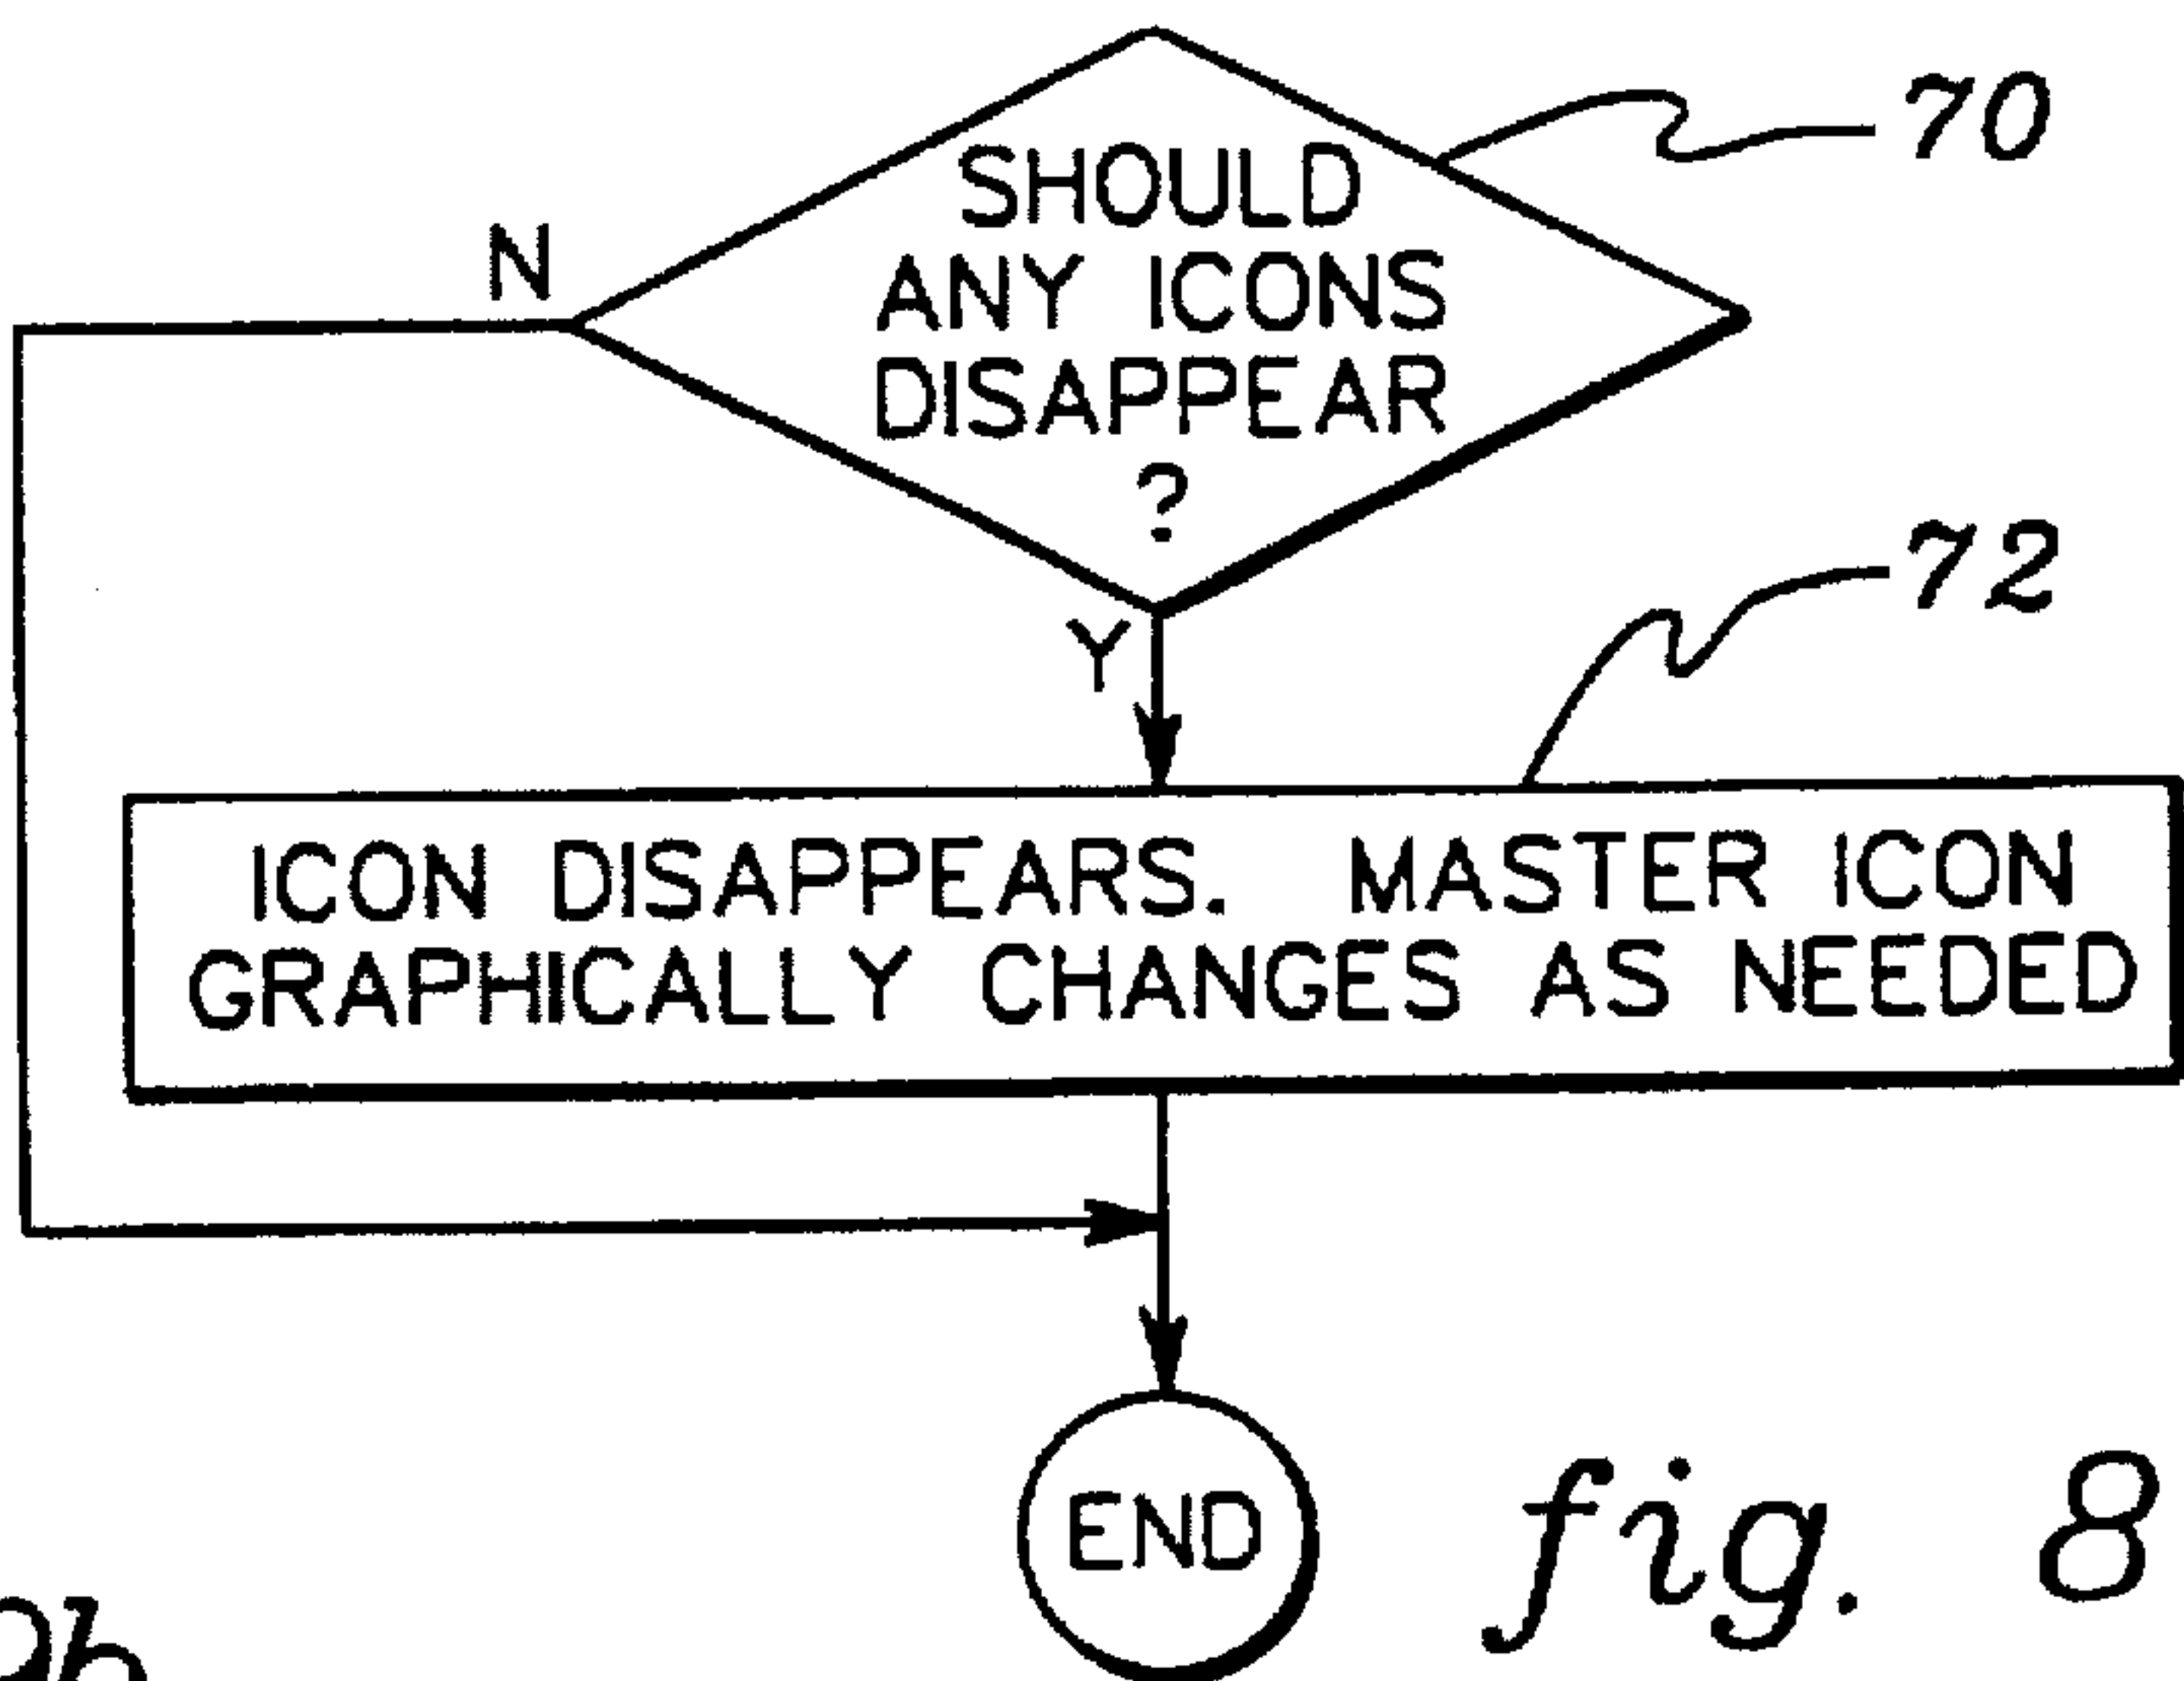 70
SHOULD
N
ANY ICONS
DISAPPEAR
?
72
Y
ICON DISAPPEARS. MASTER ICON
GRAPHICALLY CHANGES AS NEEDED
END
fig. 8